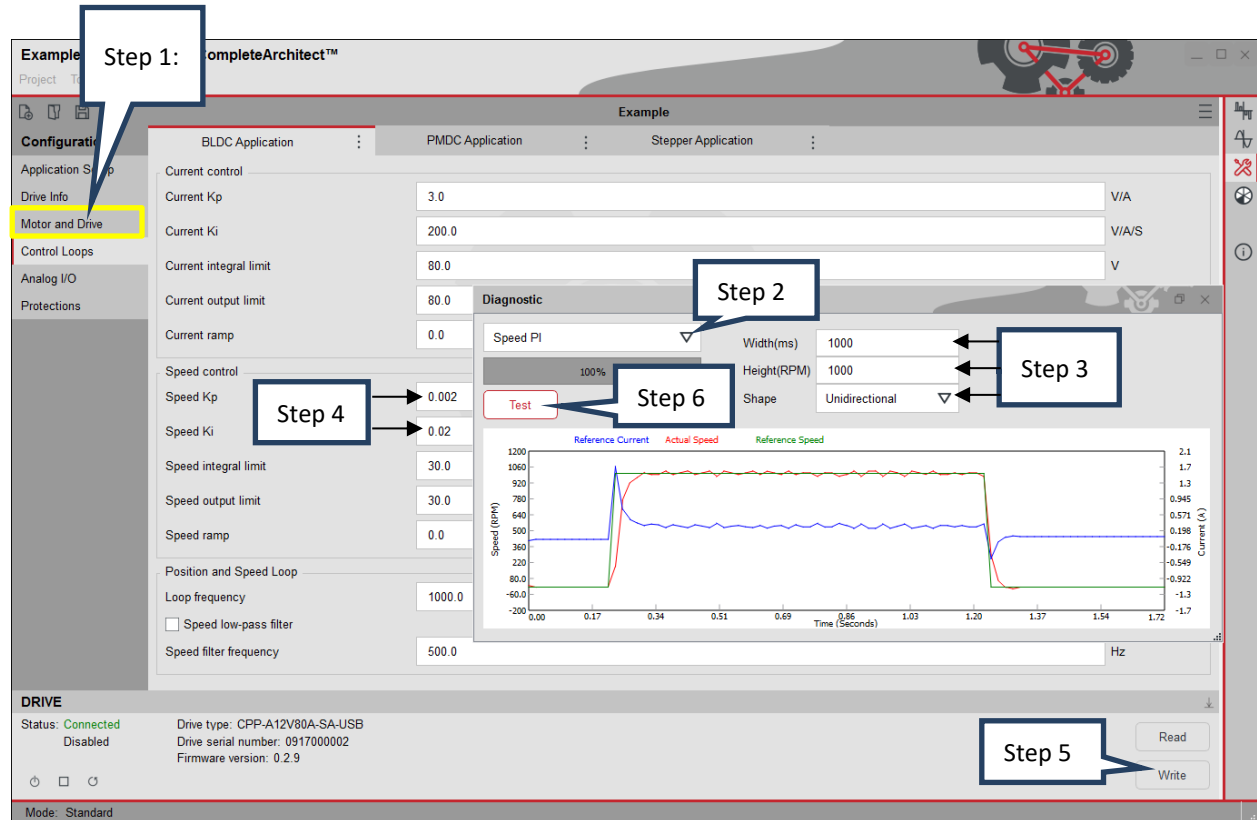 Step 1:
Example
CompleteArchitect™
Project To
Example
Configuratio
BLDC Application
PMDC Application
Stepper Application
Application S p
Drive Info
Motor and Drive
Control Loops
Analog I/O
Protections
Current control
Current Kp
3.0
V/A
Current Ki
200.0
V/A/S
Current integral limit
80.0
V
Current output limit
80.0
Current ramp
0.0
Speed control
Speed Kp
0.002
Speed Ki
0.02
Speed integral limit
30.0
Speed output limit
30.0
Speed ramp
0.0
Position and Speed Loop
Loop frequency
1000.0
Speed low-pass filter
Speed filter frequency
500.0
Hz
Step 4
Diagnostic
Step 2
Speed PI
100%
Test
Step 6
Width(ms)
1000
Height(RPM)
1000
Shape
Unidirectional
Step 3
Reference Current Actual Speed Reference Speed
Speed (RPM)
1200
1060
920
780
640
500
360
220
80.0
-60.0
-200
2.1
1.7
1.3
0.945
0.571
0.198
-0.176
-0.549
-0.922
-1.3
-1.7
Current (A)
0.00 0.17 0.34 0.51 0.69 0.86 1.03 1.20 1.37 1.54 1.72
Time (Seconds)
DRIVE
Status: Connected
Disabled
Drive type: CPP-A12V80A-SA-USB
Drive serial number: 0917000002
Firmware version: 0.2.9
Step 5
Read
Write
Mode: Standard